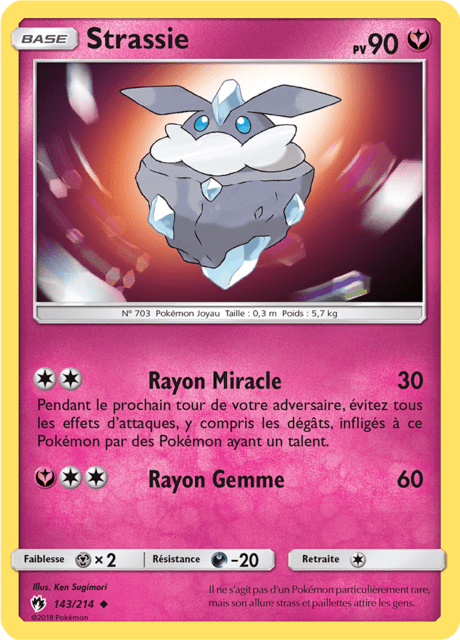 BASE Strassie PV 90
N° 703 Pokémon Joyau Taille : 0,3 m Poids : 5,7 kg
Rayon Miracle 30
Pendant le prochain tour de votre adversaire, évitez tous
les effets d'attaques, y compris les dégâts, infligés à ce
Pokémon par des Pokémon ayant un talent.
Rayon Gemme 60
Faiblesse × 2 Résistance -20 Retraite
Illus. Ken Sugimori
143/214
©2018 Pokémon
Il ne s'agit pas d'un Pokémon particulièrement rare,
mais son allure strass et paillettes attire les gens.